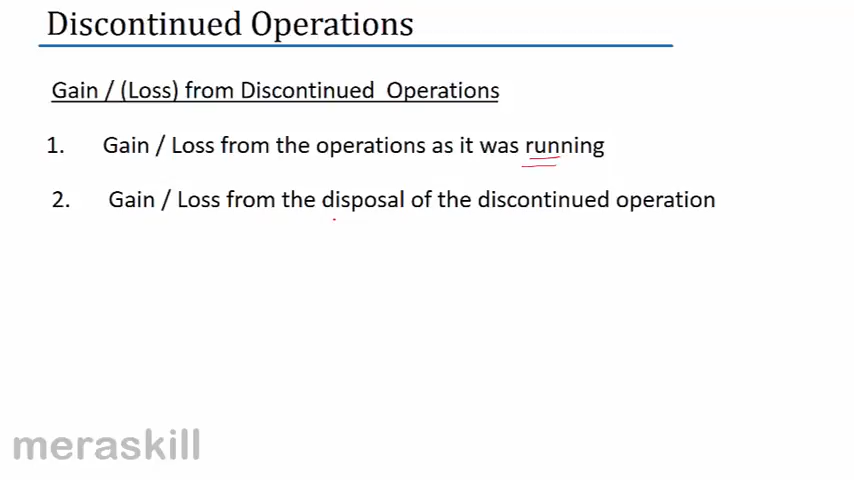 Discontinued Operations
Gain / (Loss) from Discontinued Operations
1. Gain / Loss from the operations as it was running
2. Gain / Loss from the disposal of the discontinued operation
meraskill